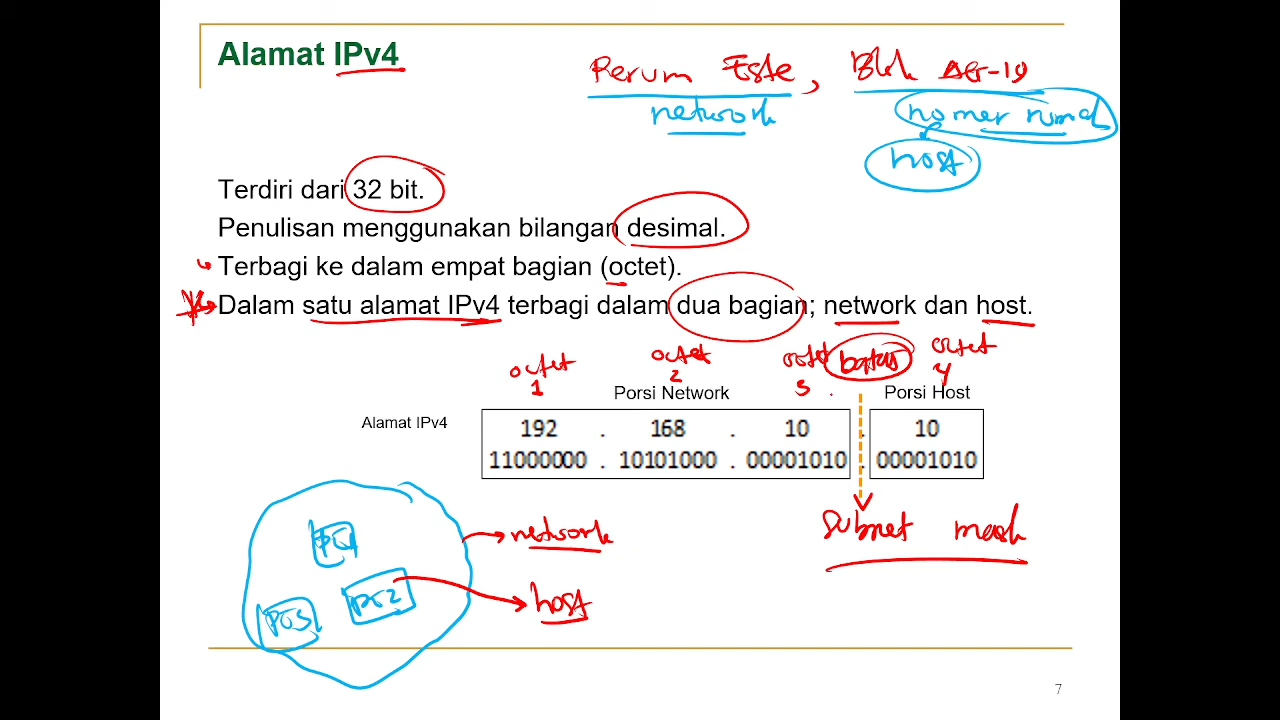 Alamat IPv4
Perum Este, Blok AG-19
network
nomer rumah
host
Terdiri dari 32 bit.
Penulisan menggunakan bilangan desimal.
Terbagi ke dalam empat bagian (octet).
Dalam satu alamat IPv4 terbagi dalam dua bagian; network dan host.
octet 1
octet 2
octet 3
batas
octet 4
Porsi Network
Porsi Host
Alamat IPv4
192 . 168 . 10 . 10
11000000 . 10101000 . 00001010 . 00001010
subnet mask
PC1
network
PC2
host
PC3
7